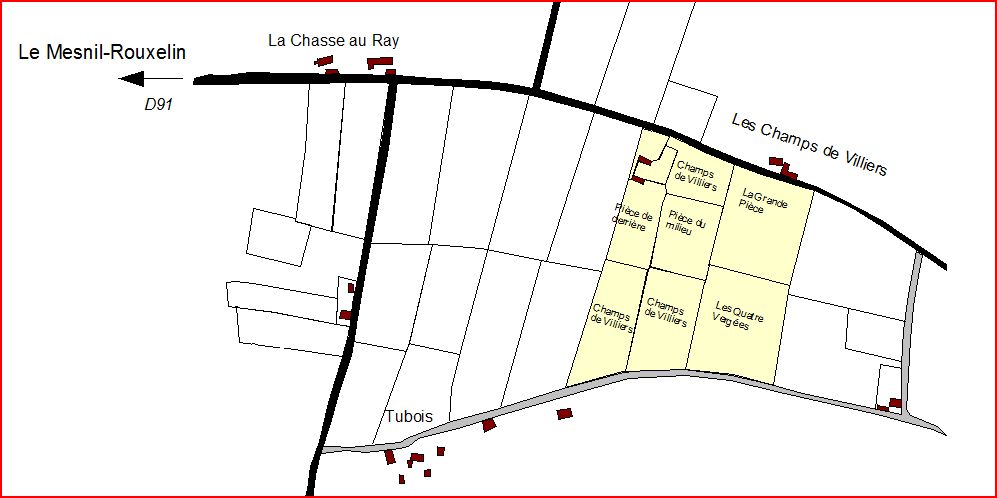 La Chasse au Ray
Le Mesnil-Rouxelin
D91
Les Champs de Villiers
Champs
de Villiers
La Grande
Pièce
Pièce de
derrière
Pièce du
milieu
Champs
de Villiers
Champs
de Villiers
Les Quatre
Vergées
Tubois